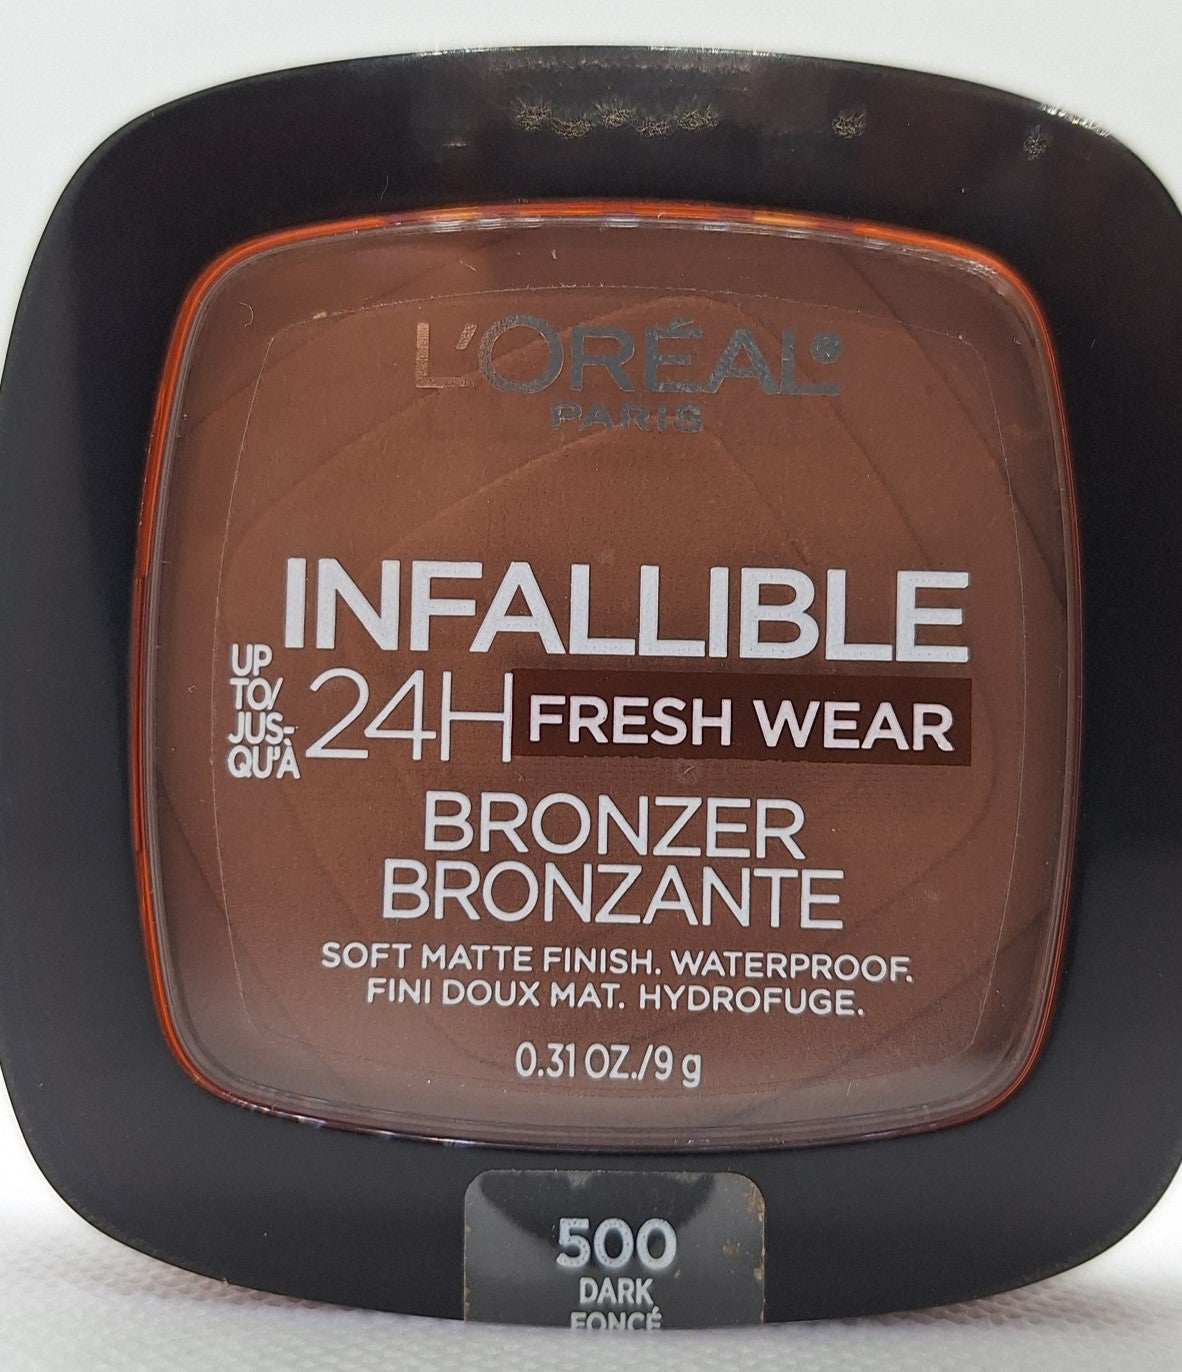 L'ORÉAL®
PARIS
INFALLIBLE
UP
TO/
JUS-
QU'À
24H FRESH WEAR
BRONZER
BRONZANTE
SOFT MATTE FINISH. WATERPROOF.
FINI DOUX MAT. HYDROFUGE.
0.31 OZ./9 g
500
DARK
FONCÉ